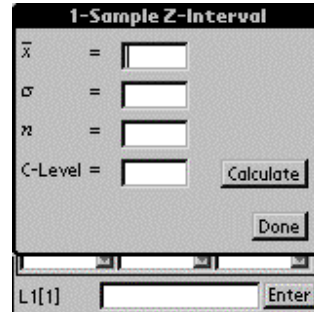 1-Sample Z-Interval
x̄ =
σ =
n =
C-Level =
Calculate
Done
L1[1]
Enter